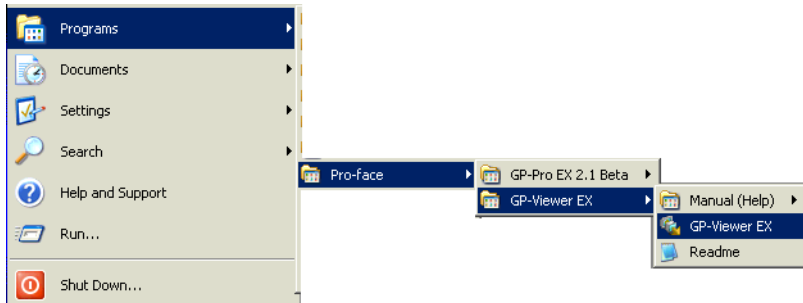 Programs
Documents
Settings
Search
Help and Support
Run...
Shut Down...
Pro-face
GP-Pro EX 2.1 Beta
GP-Viewer EX
Manual (Help)
GP-Viewer EX
Readme